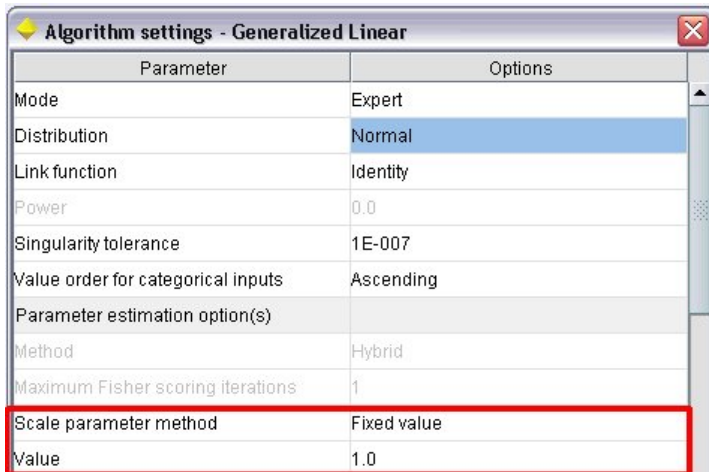 Algorithm settings - Generalized Linear
Parameter Options
Mode Expert
Distribution Normal
Link function Identity
Power 0.0
Singularity tolerance 1E-007
Value order for categorical inputs Ascending
Parameter estimation option(s)
Method Hybrid
Maximum Fisher scoring iterations 1
Scale parameter method Fixed value
Value 1.0